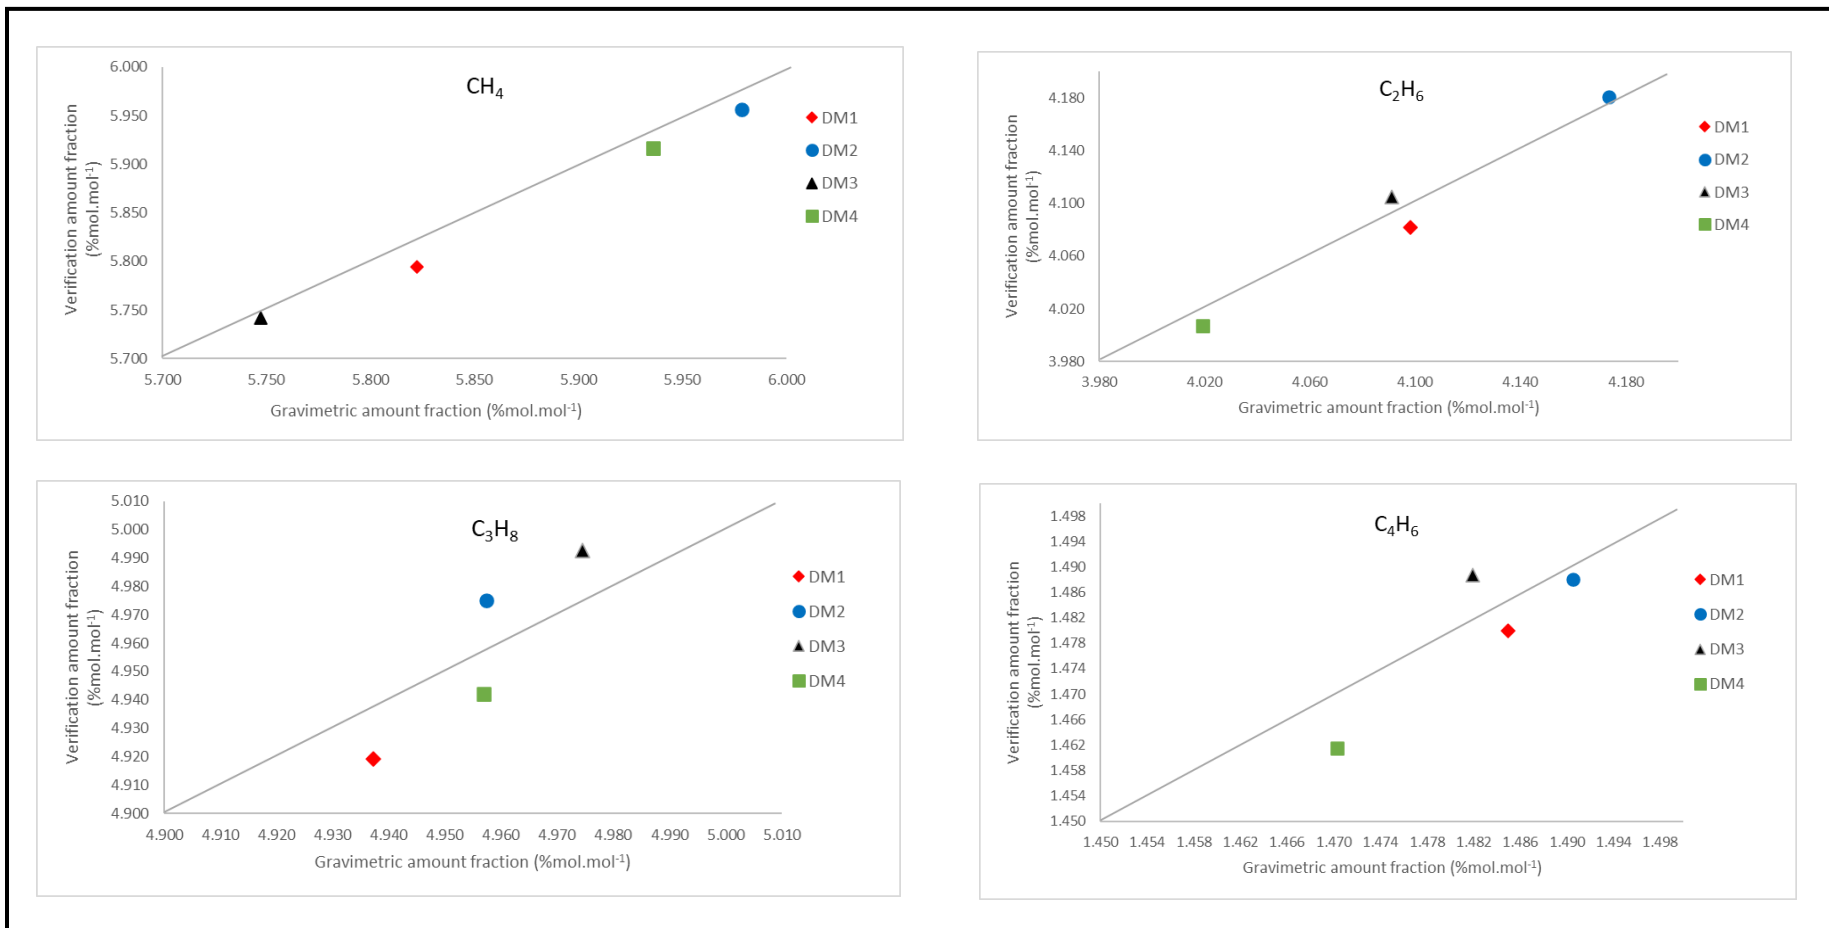 CH4
Verification amount fraction
(%mol.mol-1)
6.000
5.950
5.900
5.850
5.800
5.750
5.700
5.700 5.750 5.800 5.850 5.900 5.950 6.000
Gravimetric amount fraction (%mol.mol-1)
DM1
DM2
DM3
DM4
C2H6
Verification amount fraction
(%mol.mol-1)
4.180
4.140
4.100
4.060
4.020
3.980
3.980 4.020 4.060 4.100 4.140 4.180
Gravimetric amount fraction (%mol.mol-1)
DM1
DM2
DM3
DM4
C3H8
Verification amount fraction
(%mol.mol-1)
5.010
5.000
4.990
4.980
4.970
4.960
4.950
4.940
4.930
4.920
4.910
4.900
4.900 4.910 4.920 4.930 4.940 4.950 4.960 4.970 4.980 4.990 5.000 5.010
Gravimetric amount fraction (%mol.mol-1)
DM1
DM2
DM3
DM4
C4H6
Verification amount fraction
(%mol.mol-1)
1.498
1.494
1.490
1.486
1.482
1.478
1.474
1.470
1.466
1.462
1.458
1.454
1.450
1.450 1.454 1.458 1.462 1.466 1.470 1.474 1.478 1.482 1.486 1.490 1.494 1.498
Gravimetric amount fraction (%mol.mol-1)
DM1
DM2
DM3
DM4